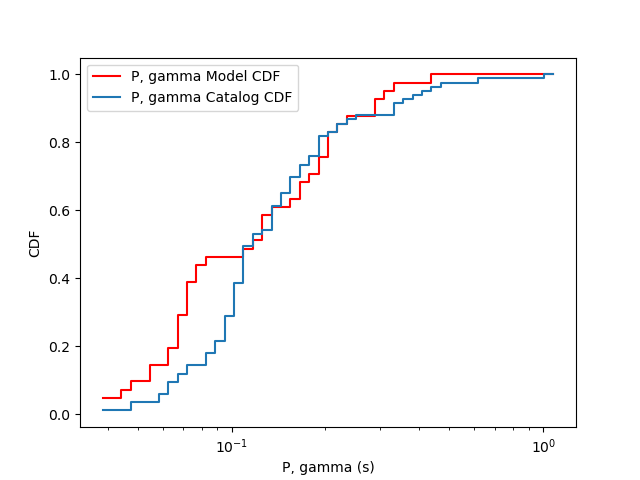 P, gamma Model CDF
P, gamma Catalog CDF
1.0
0.8
0.6
0.4
0.2
0.0
CDF
10⁻¹ 10⁰
P, gamma (s)